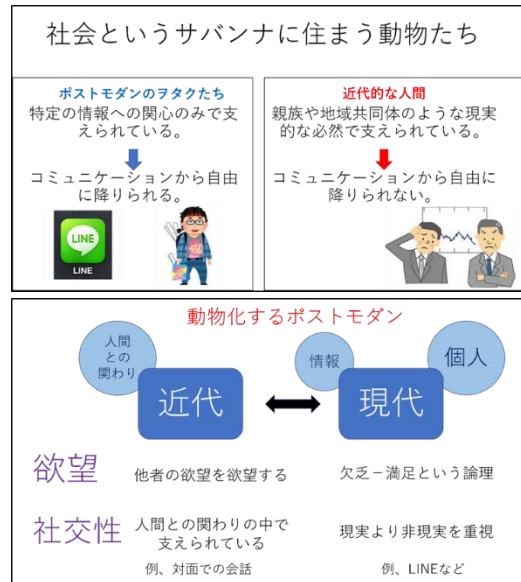 社会というサバンナに住まう動物たち
ポストモダンのヲタクたち
特定の情報への関心のみで支
えられている。
コミュニケーションから自由
に降りられる。
LINE
LINE
近代的な人間
親族や地域共同体のような現実
的な必然で支えられている。
コミュニケーションから自由に
降りられない。
動物化するポストモダン
人間
との
関わり
近代
情報
個人
現代
欲望
他者の欲望を欲望する
欠乏－満足という論理
社交性
人間との関わりの中で
支えられている
現実より非現実を重視
例、対面での会話
例、LINEなど